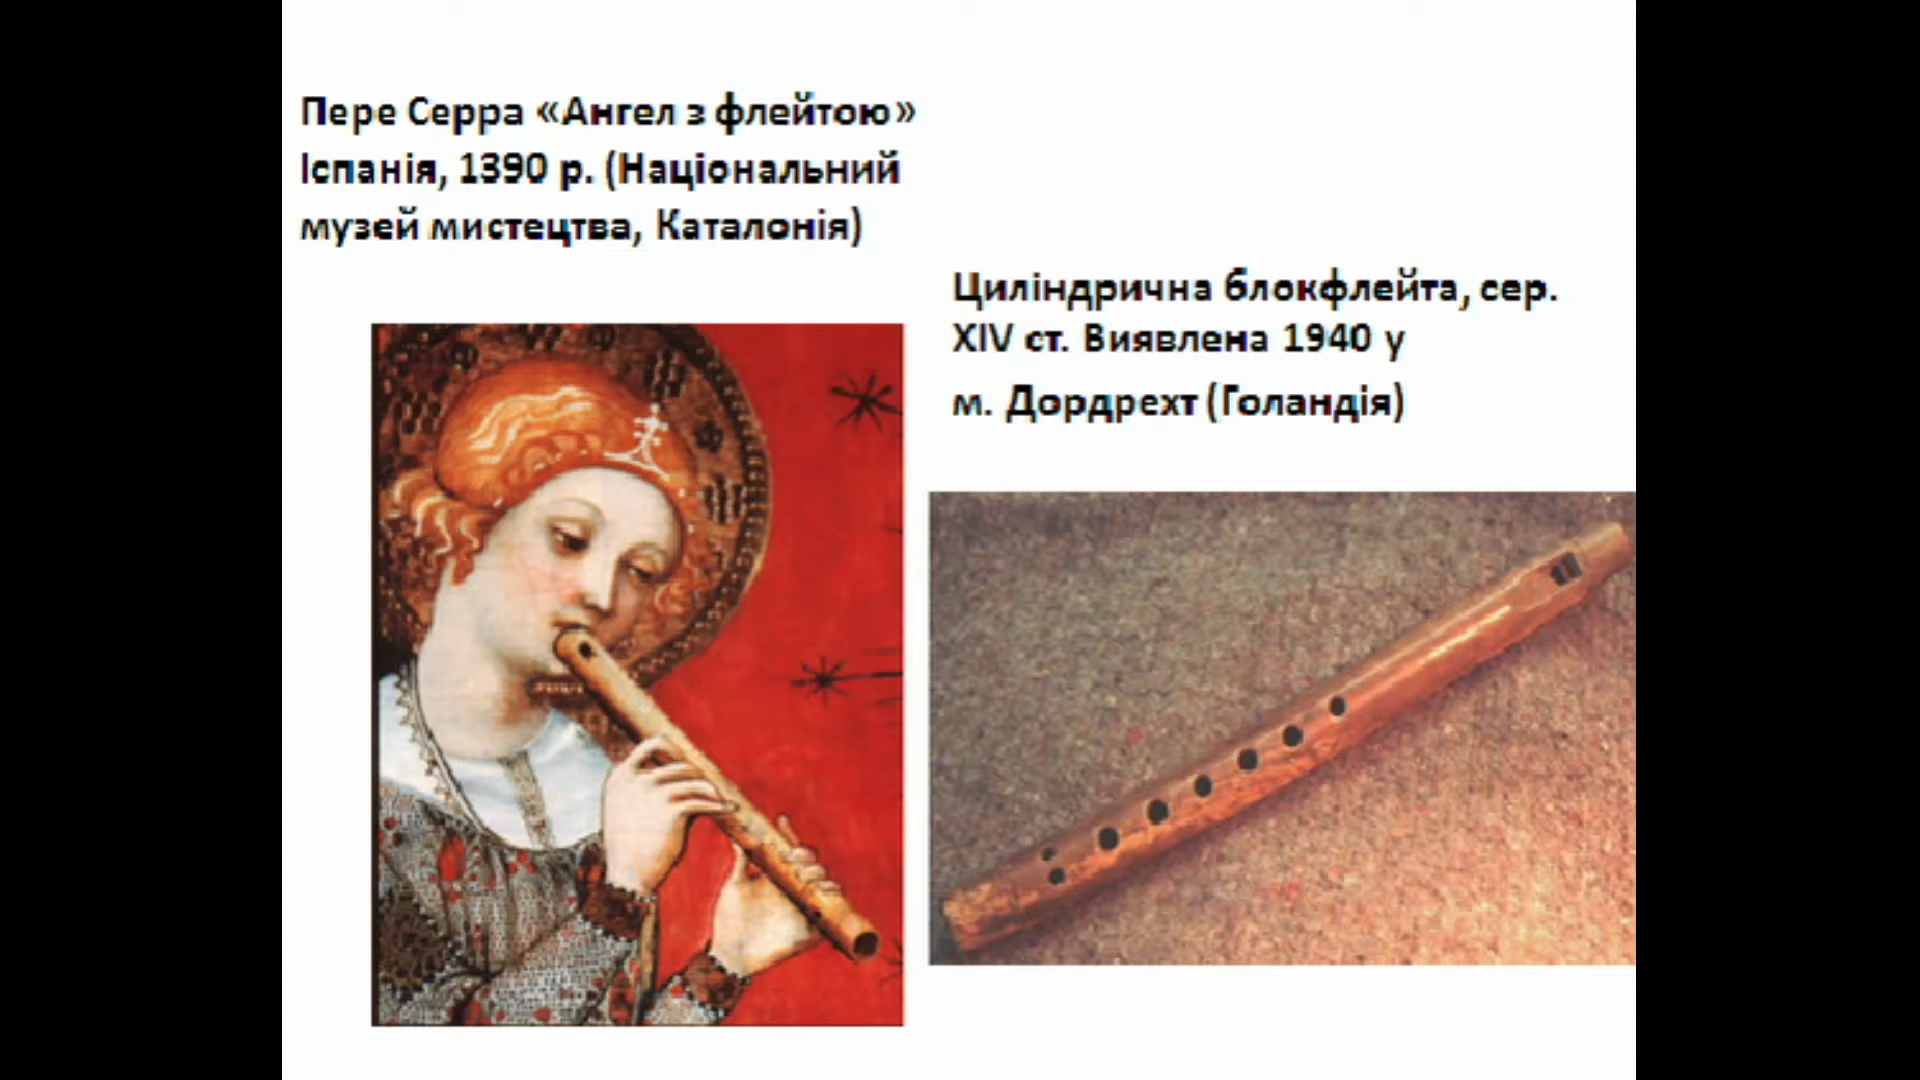 Пере Серра «Ангел з флейтою»
Іспанія, 1390 р. (Національний
музей мистецтва, Каталонія)
Циліндрична блокфлейта, сер.
XIV ст. Виявлена 1940 у
м. Дордрехт (Голандія)